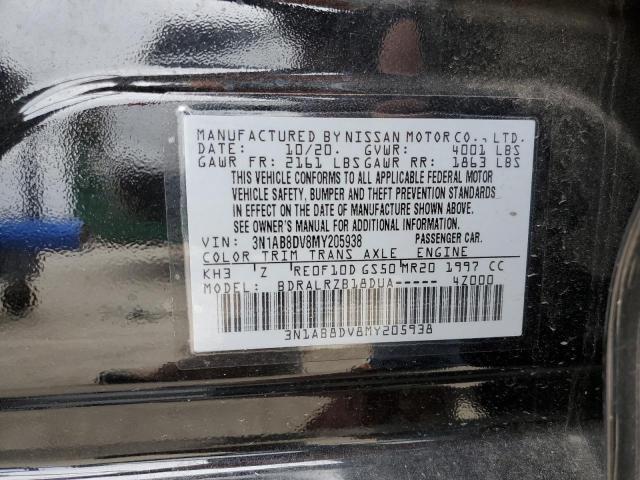 MANUFACTURED BY NISSAN MOTOR CO., LTD.
DATE: 10/20. GVWR: 4001 LBS
GAWR FR: 2161 LBS GAWR RR: 1863 LBS
THIS VEHICLE CONFORMS TO ALL APPLICABLE FEDERAL MOTOR
VEHICLE SAFETY, BUMPER AND THEFT PREVENTION STANDARDS
IN EFFECT ON THE DATE OF MANUFACTURE SHOWN ABOVE.
SEE OWNER'S MANUAL FOR ADDITIONAL INFORMATION.
VIN: 3N1AB8DV8MY205938 PASSENGER CAR.
COLOR TRIM TRANS AXLE ENGINE
KH3 Z RE0F10D GS50 MR20 1997 CC
MODEL: BDRALRZB18DUA----- 4Z000
3N1AB8DV8MY205938